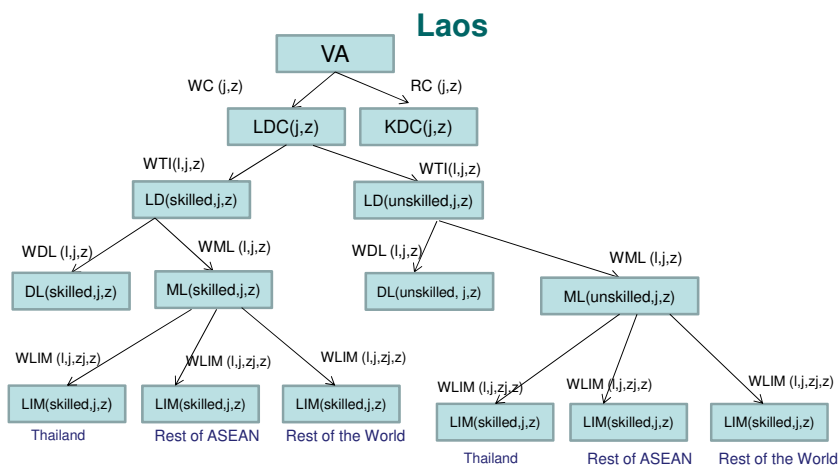 Laos
VA
WC (j,z)
RC (j,z)
LDC(j,z)
KDC(j,z)
WTI(l,j,z)
WTI(l,j,z)
LD(skilled,j,z)
LD(unskilled,j,z)
WDL (l,j,z)
WML (l,j,z)
WDL (l,j,z)
WML (l,j,z)
DL(skilled,j,z)
ML(skilled,j,z)
DL(unskilled, j,z)
ML(unskilled,j,z)
WLIM (l,j,zj,z)
WLIM (l,j,zj,z)
WLIM (l,j,zj,z)
WLIM (l,j,zj,z)
WLIM (l,j,zj,z)
WLIM (l,j,zj,z)
LIM(skilled,j,z)
LIM(skilled,j,z)
LIM(skilled,j,z)
LIM(skilled,j,z)
LIM(skilled,j,z)
LIM(skilled,j,z)
Thailand
Rest of ASEAN
Rest of the World
Thailand
Rest of ASEAN
Rest of the World